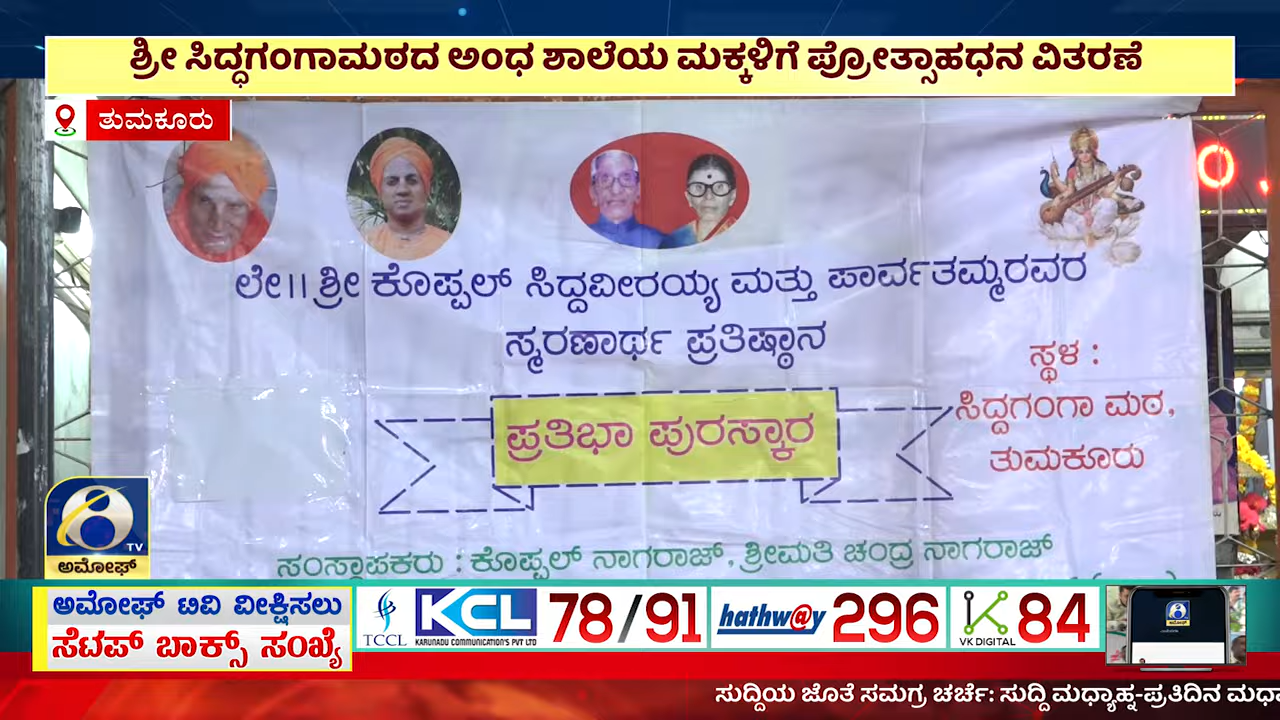 ಶ್ರೀ ಸಿದ್ಧಗಂಗಾಮಠದ ಅಂಧ ಶಾಲೆಯ ಮಕ್ಕಳಿಗೆ ಪ್ರೋತ್ಸಾಹಧನ ವಿತರಣೆ
ತುಮಕೂರು
ಲೇ॥ ಶ್ರೀ ಕೊಪ್ಪಲ್ ಸಿದ್ದವೀರಯ್ಯ ಮತ್ತು ಪಾರ್ವತಮ್ಮರವರ
ಸ್ಮರಣಾರ್ಥ ಪ್ರತಿಷ್ಠಾನ
ಸ್ಥಳ :
ಸಿದ್ದಗಂಗಾ ಮಠ,
ತುಮಕೂರು
ಪ್ರತಿಭಾ ಪುರಸ್ಕಾರ
ಸಂಸ್ಥಾಪಕರು : ಕೊಪ್ಪಲ್ ನಾಗರಾಜ್, ಶ್ರೀಮತಿ ಚಂದ್ರ ನಾಗರಾಜ್
TV
ಅಮೋಘ್
ಅಮೋಘ್ ಟಿವಿ ವೀಕ್ಷಿಸಲು
ಸೆಟಪ್ ಬಾಕ್ಸ್ ಸಂಖ್ಯೆ
TCCL
KCL
KARUNADU COMMUNICATION'S PVT LTD
78/91
hathw@y
296
VK DIGITAL
84
ಸುದ್ದಿಯ ಜೊತೆ ಸಮಗ್ರ ಚರ್ಚೆ: ಸುದ್ದಿ ಮಧ್ಯಾಹ್ನ-ಪ್ರತಿದಿನ ಮಧಾ